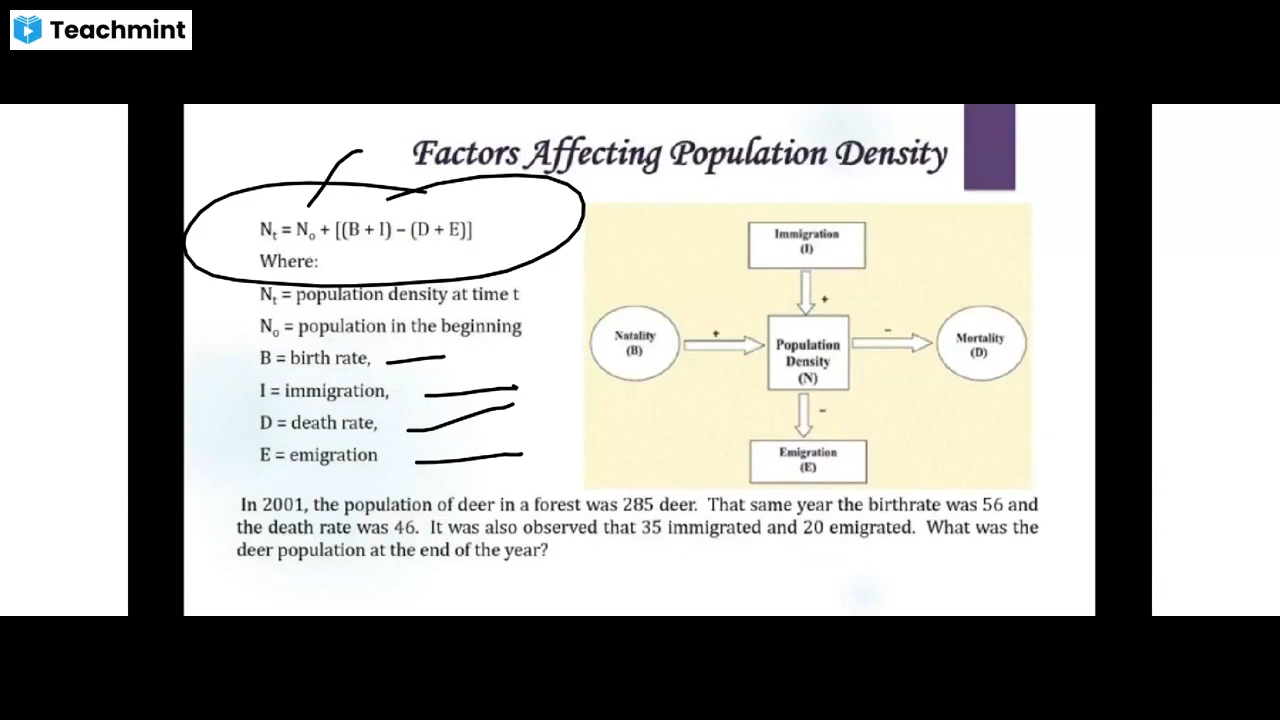 Teachmint
Factors Affecting Population Density
Nt = No + [(B + I) – (D + E)]
Where:
Nt = population density at time t
No = population in the beginning
B = birth rate,
I = immigration,
D = death rate,
E = emigration
Immigration
(I)
+
Natality
(B)
+
Population
Density
(N)
–
Mortality
(D)
–
Emigration
(E)
In 2001, the population of deer in a forest was 285 deer. That same year the birthrate was 56 and
the death rate was 46. It was also observed that 35 immigrated and 20 emigrated. What was the
deer population at the end of the year?